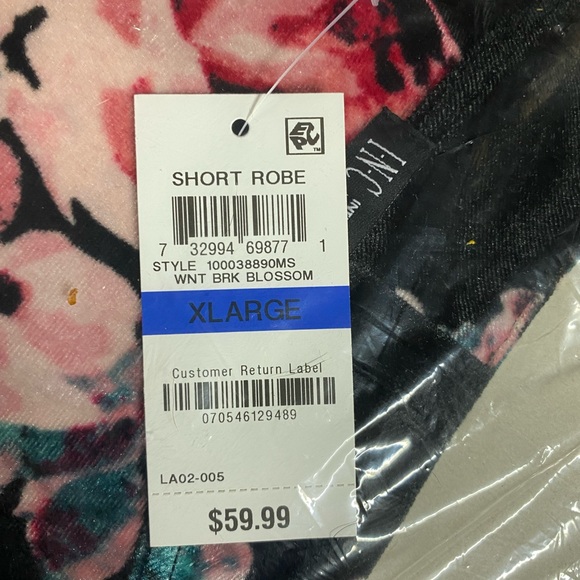 SHORT ROBE
7 32994 69877 1
STYLE 100038890MS
WNT BRK BLOSSOM
XLARGE
Customer Return Label
070546129489
LA02-005
$59.99
I·N·C